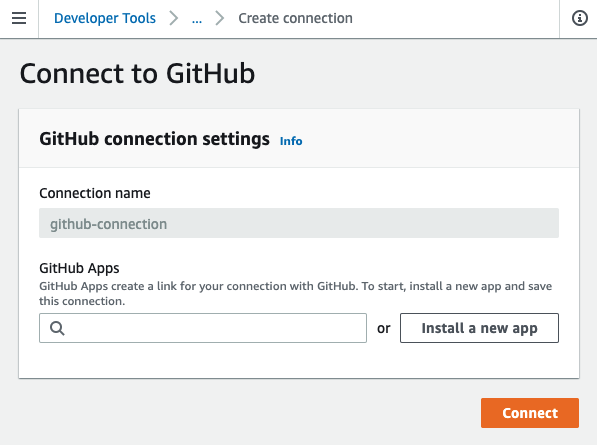 Developer Tools > ... > Create connection
Connect to GitHub
GitHub connection settings Info
Connection name
github-connection
GitHub Apps
GitHub Apps create a link for your connection with GitHub. To start, install a new app and save
this connection.
or Install a new app
Connect